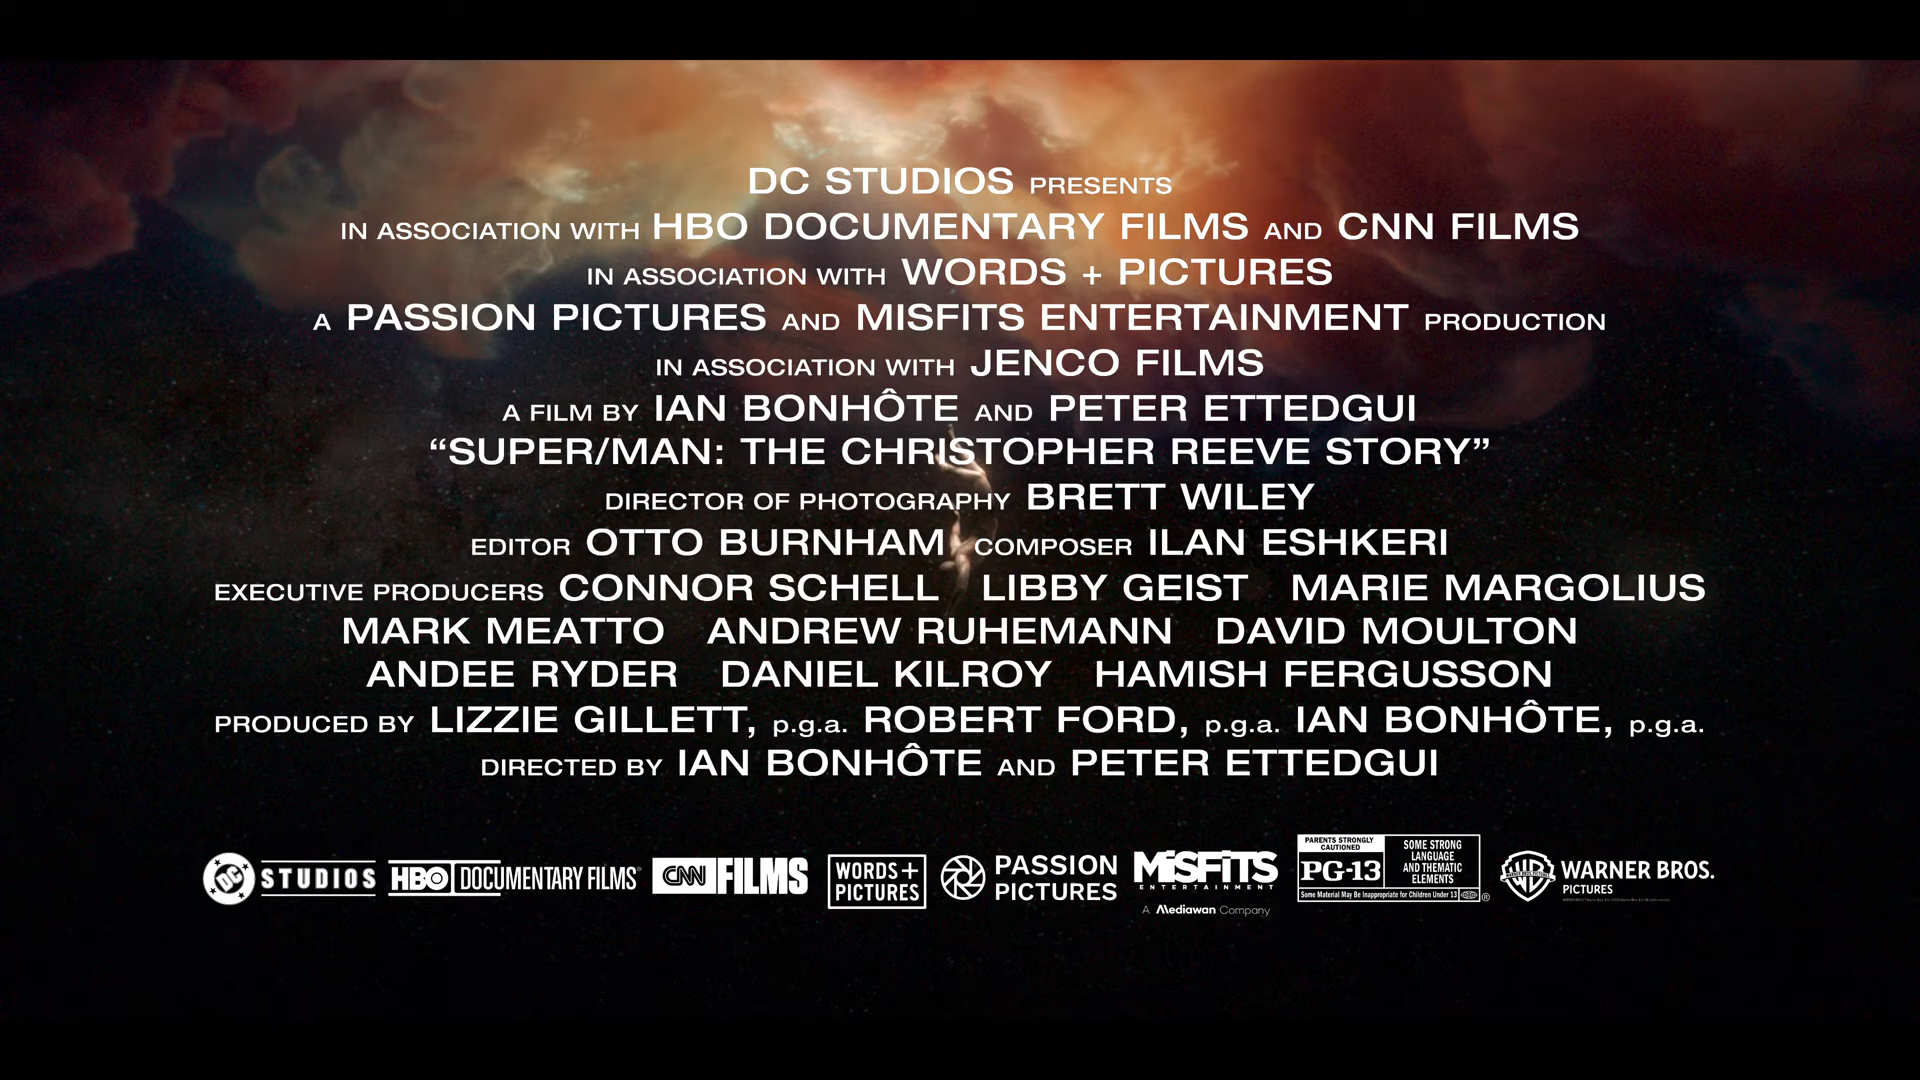 DC STUDIOS PRESENTS
IN ASSOCIATION WITH HBO DOCUMENTARY FILMS AND CNN FILMS
IN ASSOCIATION WITH WORDS + PICTURES
A PASSION PICTURES AND MISFITS ENTERTAINMENT PRODUCTION
IN ASSOCIATION WITH JENCO FILMS
A FILM BY IAN BONHÔTE AND PETER ETTEDGUI
“SUPER/MAN: THE CHRISTOPHER REEVE STORY”
DIRECTOR OF PHOTOGRAPHY BRETT WILEY
EDITOR OTTO BURNHAM COMPOSER ILAN ESHKERI
EXECUTIVE PRODUCERS CONNOR SCHELL LIBBY GEIST MARIE MARGOLIUS
MARK MEATTO ANDREW RUHEMANN DAVID MOULTON
ANDEE RYDER DANIEL KILROY HAMISH FERGUSSON
PRODUCED BY LIZZIE GILLETT, p.g.a. ROBERT FORD, p.g.a. IAN BONHÔTE, p.g.a.
DIRECTED BY IAN BONHÔTE AND PETER ETTEDGUI
DC STUDIOS
HBO DOCUMENTARY FILMS
CNN FILMS
WORDS+
PICTURES
PASSION
PICTURES
MiSFiTS
ENTERTAINMENT
A Mediawan Company
PARENTS STRONGLY
CAUTIONED
PG-13
SOME STRONG
LANGUAGE
AND THEMATIC
ELEMENTS
Some Material May Be Inappropriate for Children Under 13
®
WB
WARNER BROS.
PICTURES